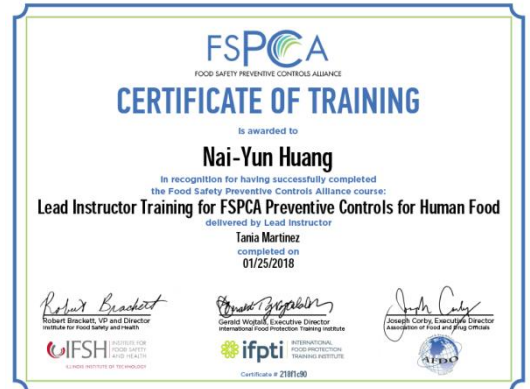 FSPCA
FOOD SAFETY PREVENTIVE CONTROLS ALLIANCE
CERTIFICATE OF TRAINING
is awarded to
Nai-Yun Huang
in recognition for having successfully completed
the Food Safety Preventive Controls Alliance course:
Lead Instructor Training for FSPCA Preventive Controls for Human Food
delivered by Lead Instructor
Tania Martinez
completed on
01/25/2018
Robert Brackett
Robert Brackett, VP and Director
Institute for Food Safety and Health
Gerald Wojtala, Executive Director
International Food Protection Training Institute
Joseph Corby, Executive Director
Association of Food and Drug Officials
IFSH INSTITUTE FOR
FOOD SAFETY
AND HEALTH
ILLINOIS INSTITUTE OF TECHNOLOGY
ifpti INTERNATIONAL
FOOD PROTECTION
TRAINING INSTITUTE
AFDO
Certificate # 218f1c90